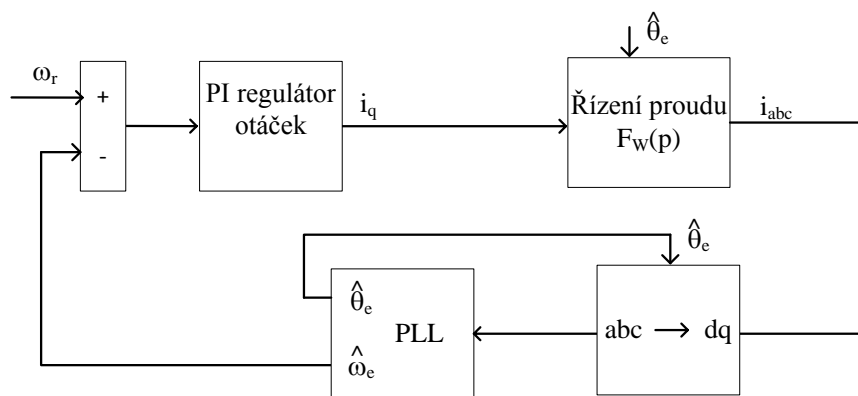 θ̂e
ωr
+
-
PI regulátor
otáček
iq
Řízení proudu
FW(p)
iabc
θ̂e
θ̂e
PLL
ω̂e
abc → dq